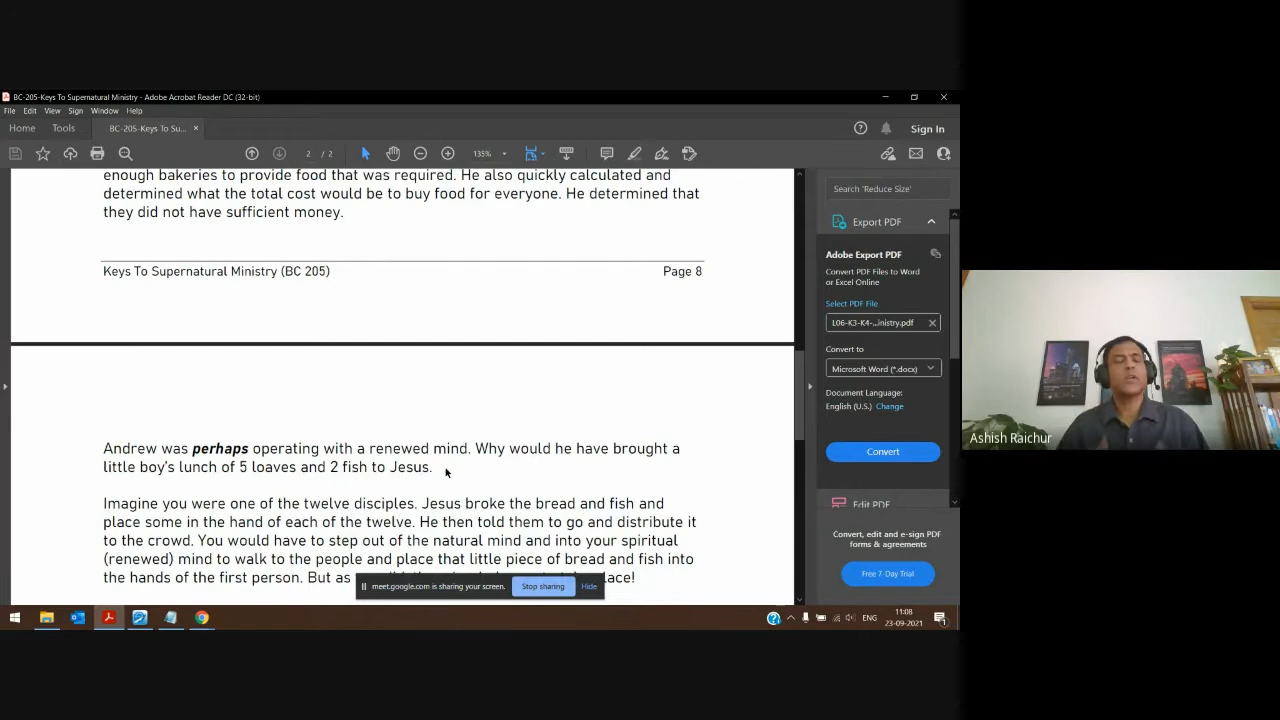 BC-205-Keys To Supernatural Ministry - Adobe Acrobat Reader DC (32-bit)
File Edit View Sign Window Help
Home Tools BC-205-Keys To Su... × Sign In
2 / 2 135%
enough bakeries to provide food that was required. He also quickly calculated and
determined what the total cost would be to buy food for everyone. He determined that
they did not have sufficient money.
Keys To Supernatural Ministry (BC 205) Page 8
Andrew was perhaps operating with a renewed mind. Why would he have brought a
little boy's lunch of 5 loaves and 2 fish to Jesus.
Imagine you were one of the twelve disciples. Jesus broke the bread and fish and
place some in the hand of each of the twelve. He then told them to go and distribute it
to the crowd. You would have to step out of the natural mind and into your spiritual
(renewed) mind to walk to the people and place that little piece of bread and fish into
the hands of the first person. But as lace!
meet.google.com is sharing your screen. Stop sharing Hide
Search 'Reduce Size'
Export PDF
Adobe Export PDF
Convert PDF Files to Word
or Excel Online
Select PDF File
L06-K3-K4-...inistry.pdf
Convert to
Microsoft Word (*.docx)
Document Language:
English (U.S.) Change
Convert
Edit PDF
Convert, edit and e-sign PDF
forms & agreements
Free 7-Day Trial
ENG
11:08
23-09-2021
Ashish Raichur